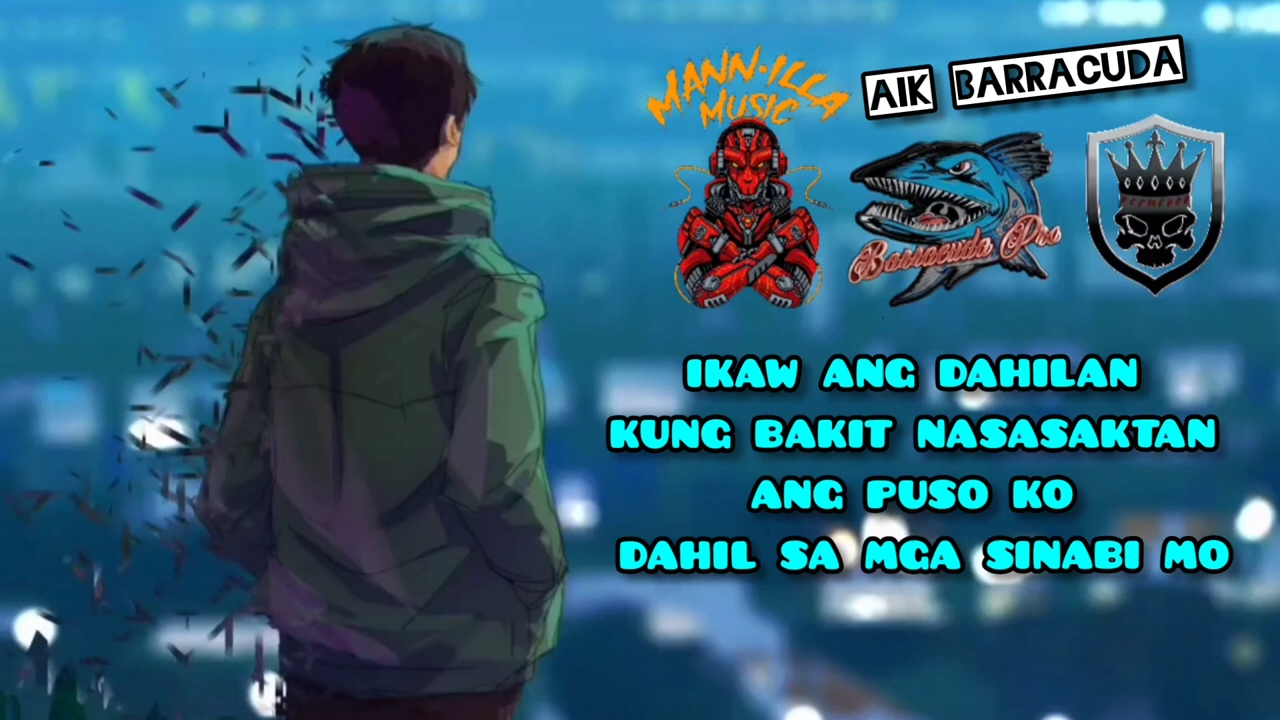 MANN-ILLA
MUSIC
AIK BARRACUDA
Barracuda Pro
IKAW ANG DAHILAN
KUNG BAKIT NASASAKTAN
ANG PUSO KO
DAHIL SA MGA SINABI MO